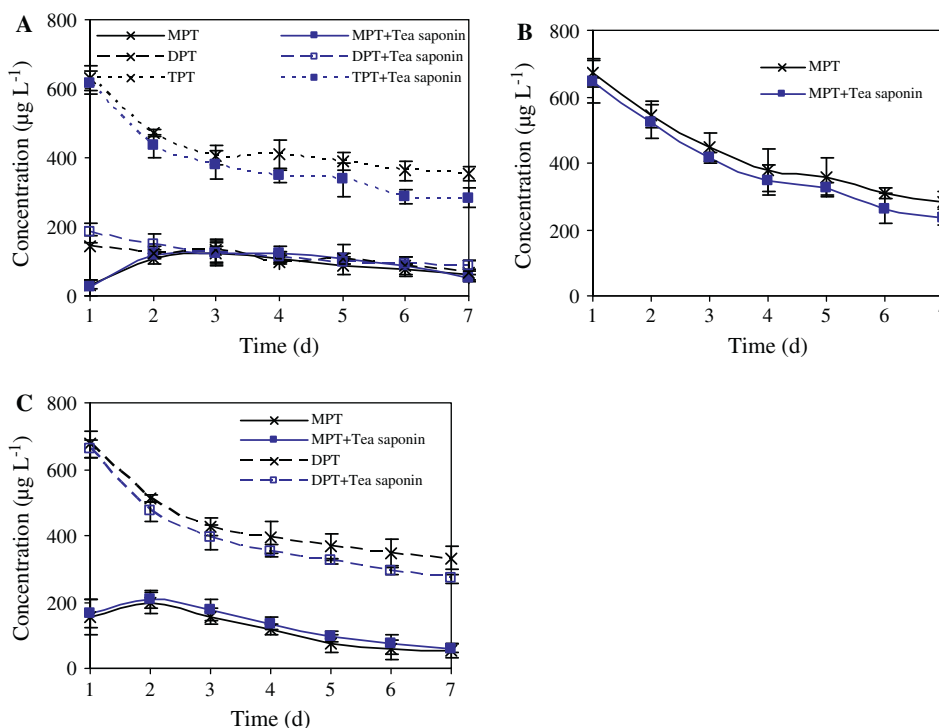 A
Concentration (µg L⁻¹)
800
600
400
200
0
MPT
DPT
TPT
MPT+Tea saponin
DPT+Tea saponin
TPT+Tea saponin
1 2 3 4 5 6 7
Time (d)
B
Concentration (µg L⁻¹)
800
600
400
200
0
MPT
MPT+Tea saponin
1 2 3 4 5 6
Time (d)
C
Concentration (µg L⁻¹)
800
600
400
200
0
MPT
MPT+Tea saponin
DPT
DPT+Tea saponin
1 2 3 4 5 6 7
Time (d)